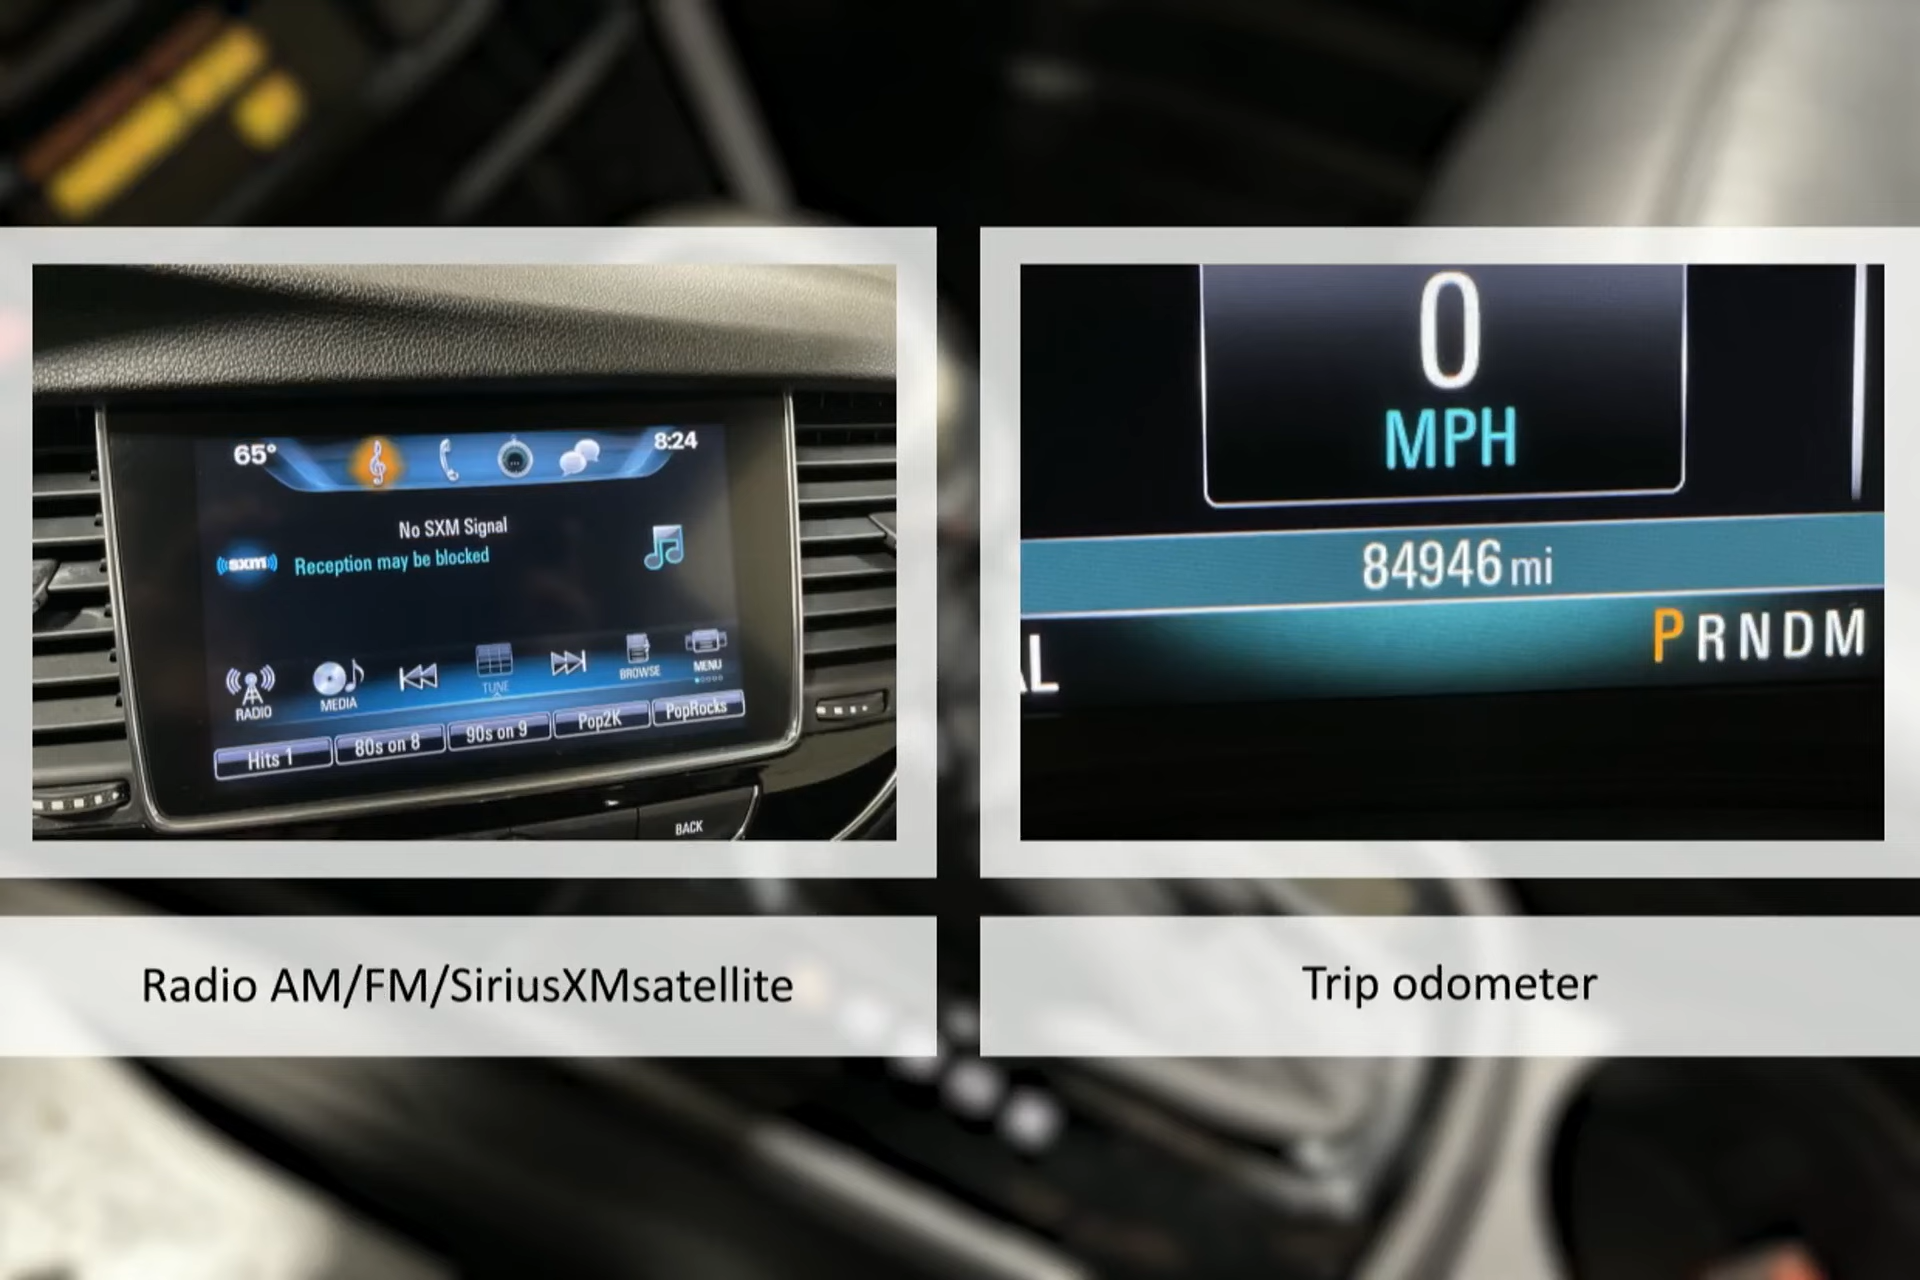 65°
8:24
No SXM Signal
((sxm))
Reception may be blocked
RADIO
MEDIA
TUNE
BROWSE
MENU
Hits 1
80s on 8
90s on 9
Pop2K
PopRocks
BACK
0
MPH
84946 mi
PRNDM
Radio AM/FM/SiriusXMsatellite
Trip odometer